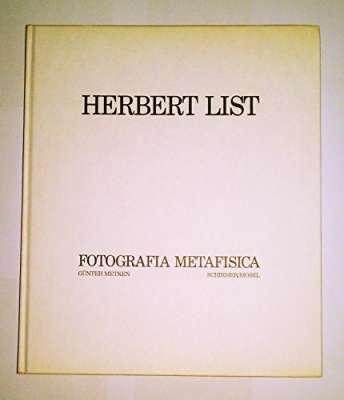 HERBERT LIST
FOTOGRAFIA METAFISICA
GÜNTER METKEN SCHIRMER/MOSEL